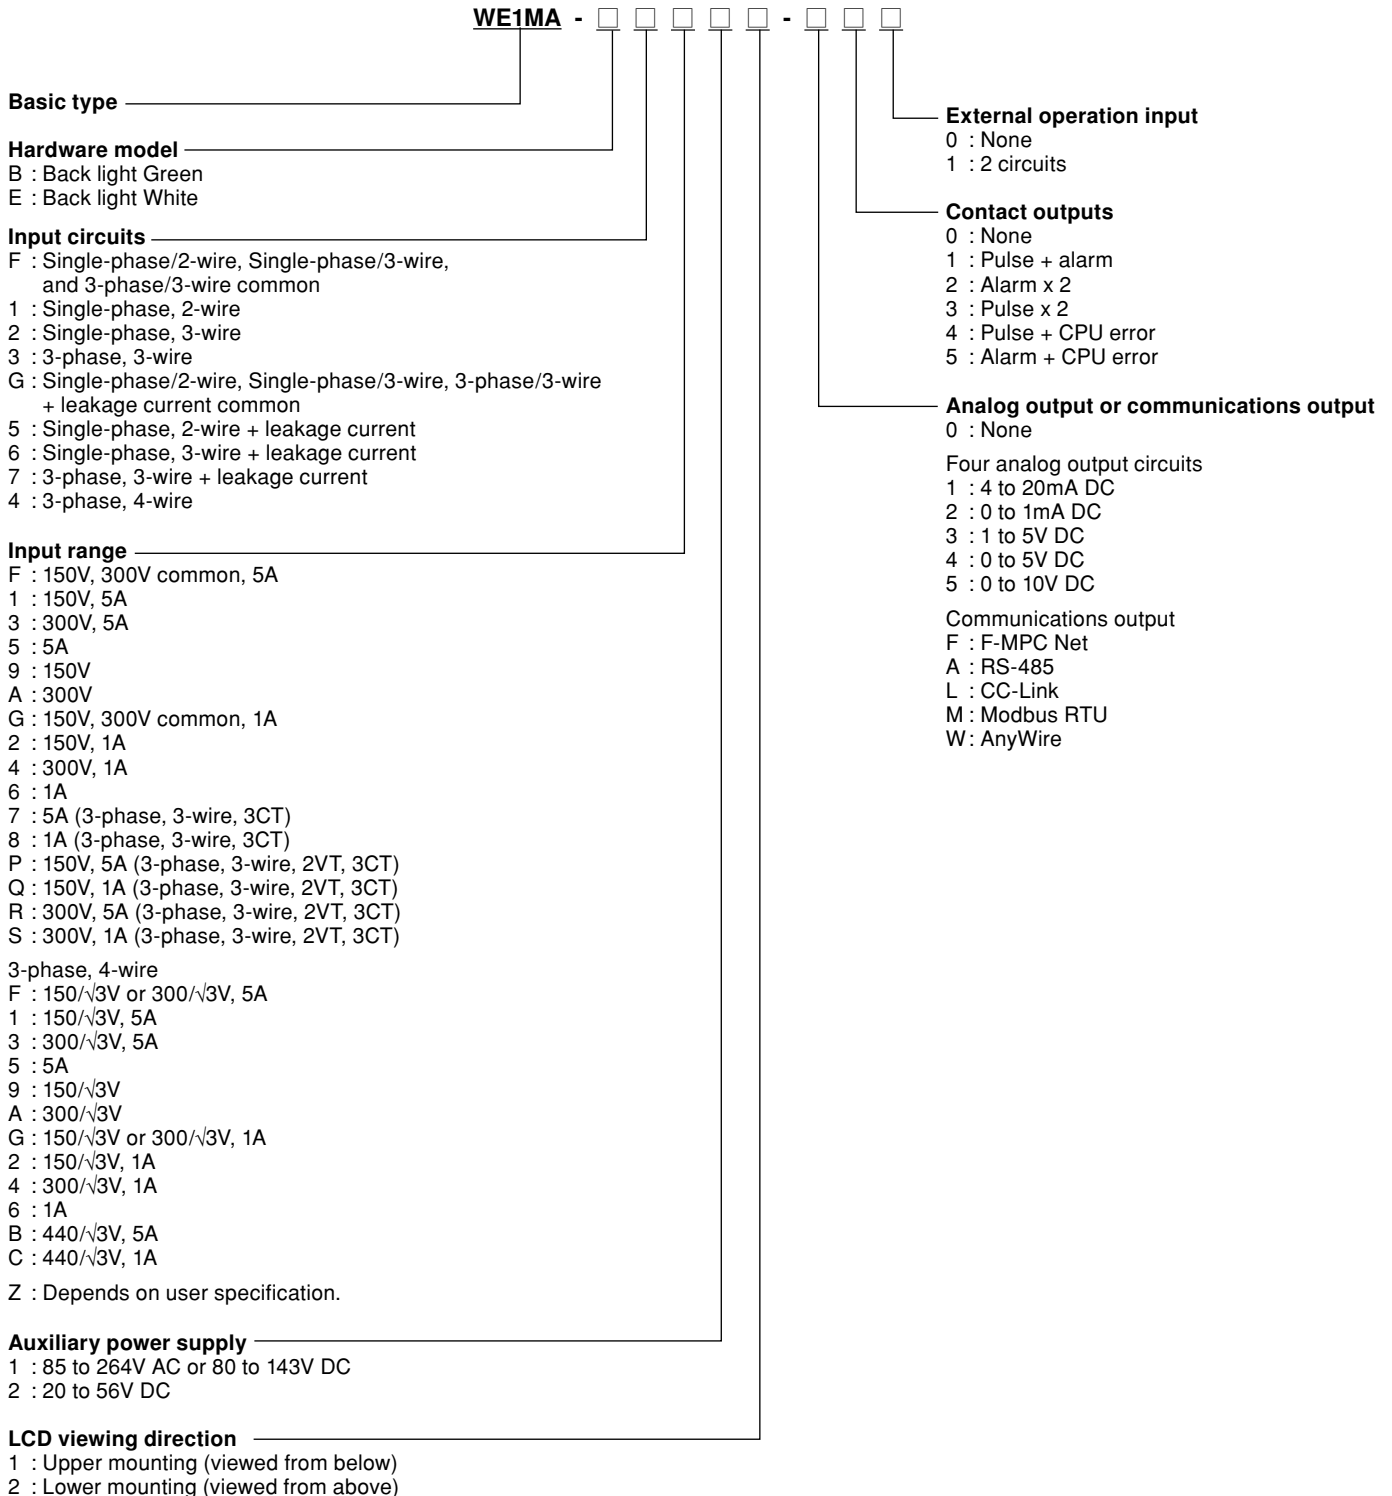 WE1MA - □ □ □ □ □ - □ □ □
Basic type
Hardware model
B : Back light Green
E : Back light White
Input circuits
F : Single-phase/2-wire, Single-phase/3-wire,
and 3-phase/3-wire common
1 : Single-phase, 2-wire
2 : Single-phase, 3-wire
3 : 3-phase, 3-wire
G : Single-phase/2-wire, Single-phase/3-wire, 3-phase/3-wire
+ leakage current common
5 : Single-phase, 2-wire + leakage current
6 : Single-phase, 3-wire + leakage current
7 : 3-phase, 3-wire + leakage current
4 : 3-phase, 4-wire
Input range
F : 150V, 300V common, 5A
1 : 150V, 5A
3 : 300V, 5A
5 : 5A
9 : 150V
A : 300V
G : 150V, 300V common, 1A
2 : 150V, 1A
4 : 300V, 1A
6 : 1A
7 : 5A (3-phase, 3-wire, 3CT)
8 : 1A (3-phase, 3-wire, 3CT)
P : 150V, 5A (3-phase, 3-wire, 2VT, 3CT)
Q : 150V, 1A (3-phase, 3-wire, 2VT, 3CT)
R : 300V, 5A (3-phase, 3-wire, 2VT, 3CT)
S : 300V, 1A (3-phase, 3-wire, 2VT, 3CT)
3-phase, 4-wire
F : 150/√3V or 300/√3V, 5A
1 : 150/√3V, 5A
3 : 300/√3V, 5A
5 : 5A
9 : 150/√3V
A : 300/√3V
G : 150/√3V or 300/√3V, 1A
2 : 150/√3V, 1A
4 : 300/√3V, 1A
6 : 1A
B : 440/√3V, 5A
C : 440/√3V, 1A
Z : Depends on user specification.
Auxiliary power supply
1 : 85 to 264V AC or 80 to 143V DC
2 : 20 to 56V DC
LCD viewing direction
1 : Upper mounting (viewed from below)
2 : Lower mounting (viewed from above)
External operation input
0 : None
1 : 2 circuits
Contact outputs
0 : None
1 : Pulse + alarm
2 : Alarm x 2
3 : Pulse x 2
4 : Pulse + CPU error
5 : Alarm + CPU error
Analog output or communications output
0 : None
Four analog output circuits
1 : 4 to 20mA DC
2 : 0 to 1mA DC
3 : 1 to 5V DC
4 : 0 to 5V DC
5 : 0 to 10V DC
Communications output
F : F-MPC Net
A : RS-485
L : CC-Link
M : Modbus RTU
W : AnyWire